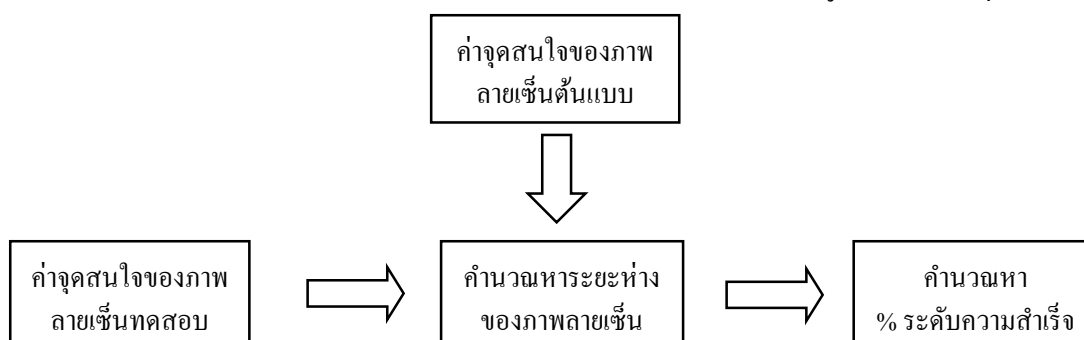 ค่าจุดสนใจของภาพ
ลายเซ็นต้นแบบ
ค่าจุดสนใจของภาพ
ลายเซ็นทดสอบ
คำนวณหาระยะห่าง
ของภาพลายเซ็น
คำนวณหา
% ระดับความสำเร็จ